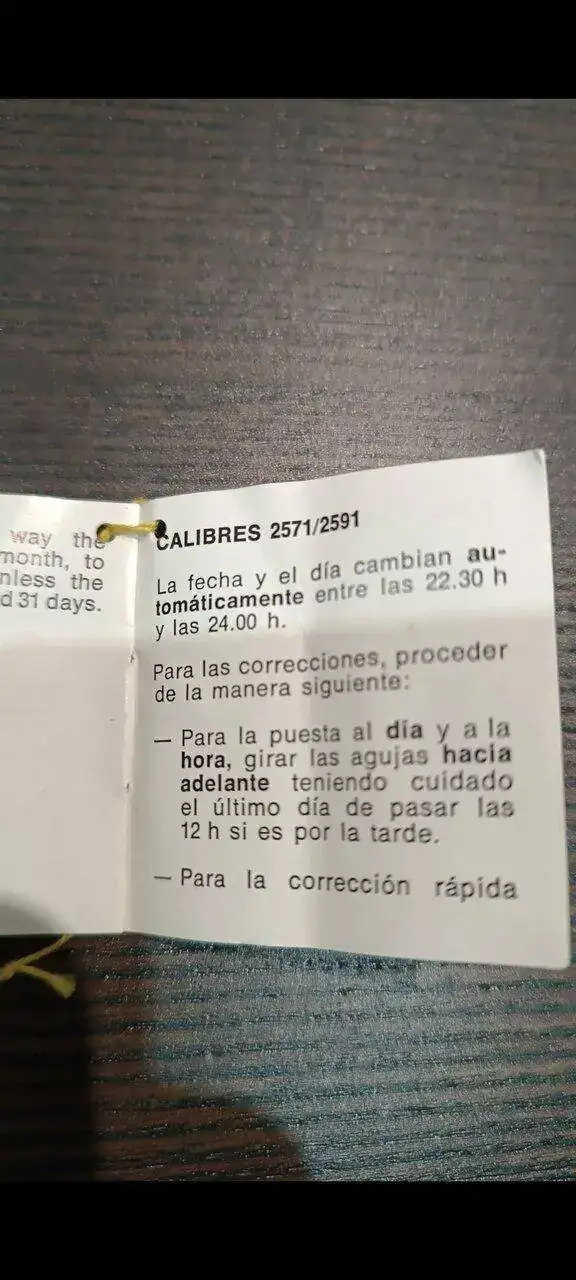 way the
month, to
nless the
d 31 days.
CALIBRES 2571/2591
La fecha y el día cambian au-
tomáticamente entre las 22.30 h
y las 24.00 h.
Para las correcciones, proceder
de la manera siguiente:
— Para la puesta al día y a la
hora, girar las agujas hacia
adelante teniendo cuidado
el último día de pasar las
12 h si es por la tarde.
— Para la corrección rápida